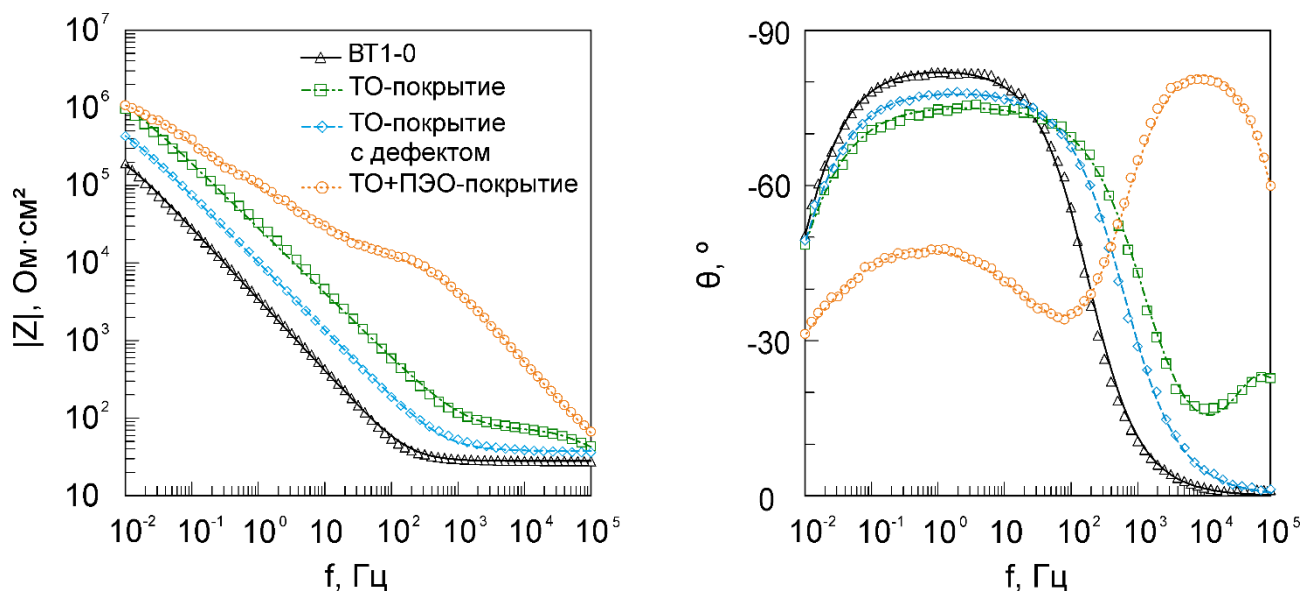 10⁷
10⁶
10⁵
10⁴
10³
10²
10
|Z|, Ом·см²
ВТ1-0
ТО-покрытие
ТО-покрытие
с дефектом
ТО+ПЭО-покрытие
10⁻² 10⁻¹ 10⁰ 10¹ 10² 10³ 10⁴ 10⁵
f, Гц
-90
-60
-30
0
θ, °
10⁻² 10⁻¹ 10⁰ 10¹ 10² 10³ 10⁴ 10⁵
f, Гц